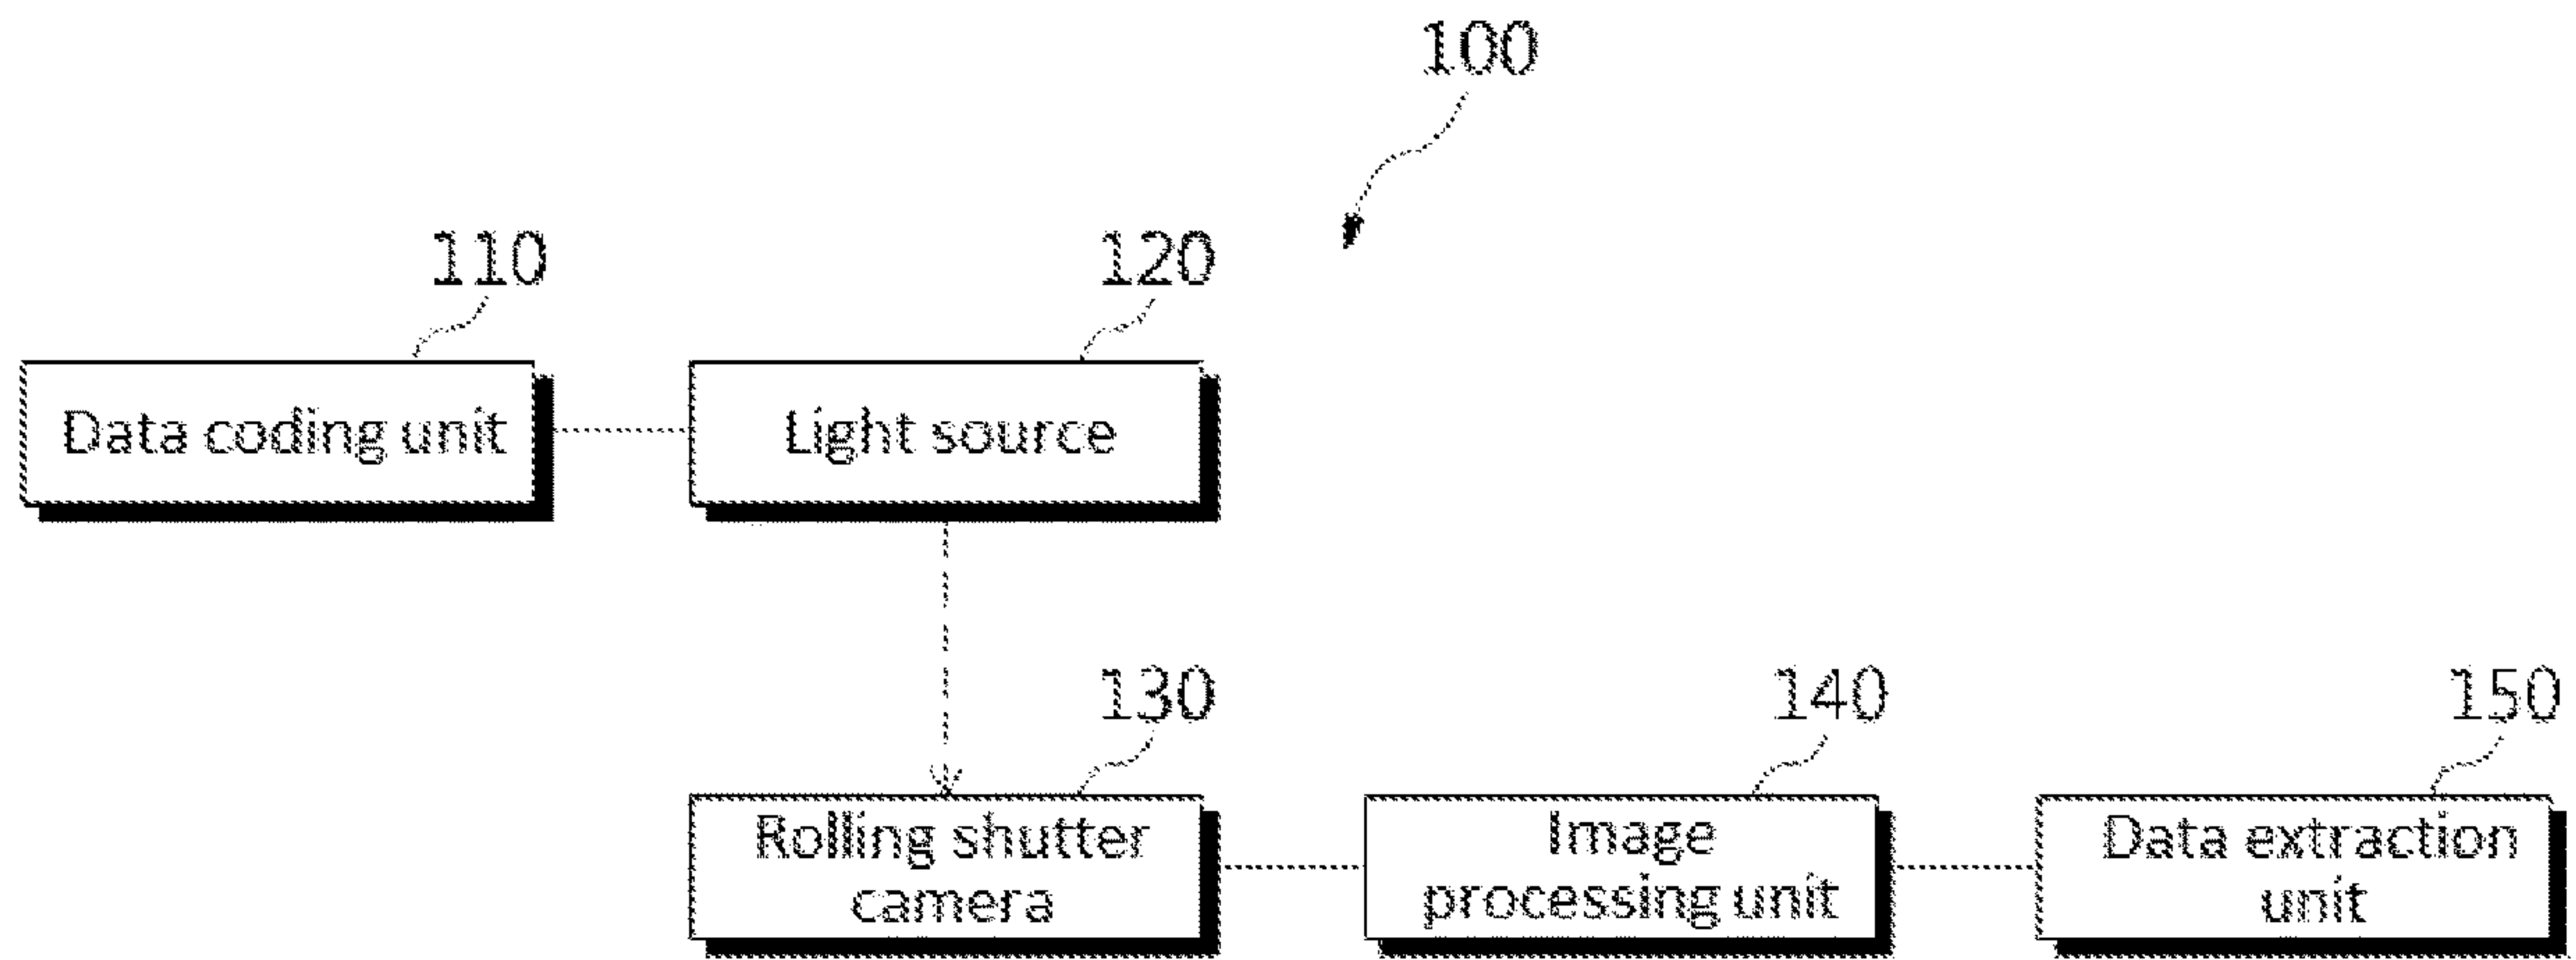 100
110
120
Data coding unit
Light source
130
140
150
Rolling shutter
camera
Image
processing unit
Data extraction
unit